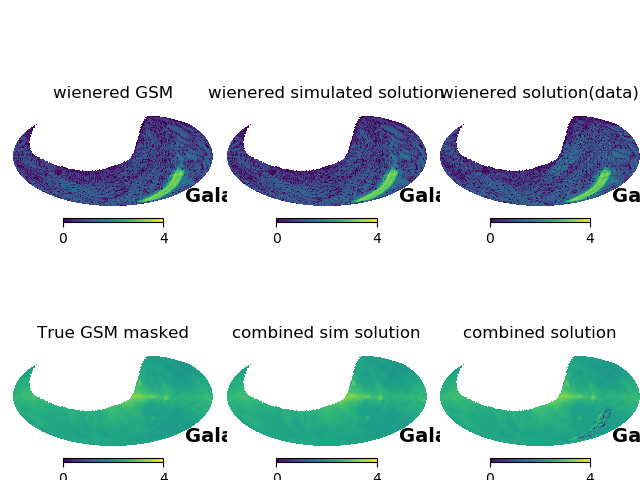 wienered GSM
wienered simulated solution
wienered solution(data)
Gala
Gala
Ga
0 4
0 4
0 4
True GSM masked
combined sim solution
combined solution
Gala
Gala
Ga
0 4
0 4
0 4